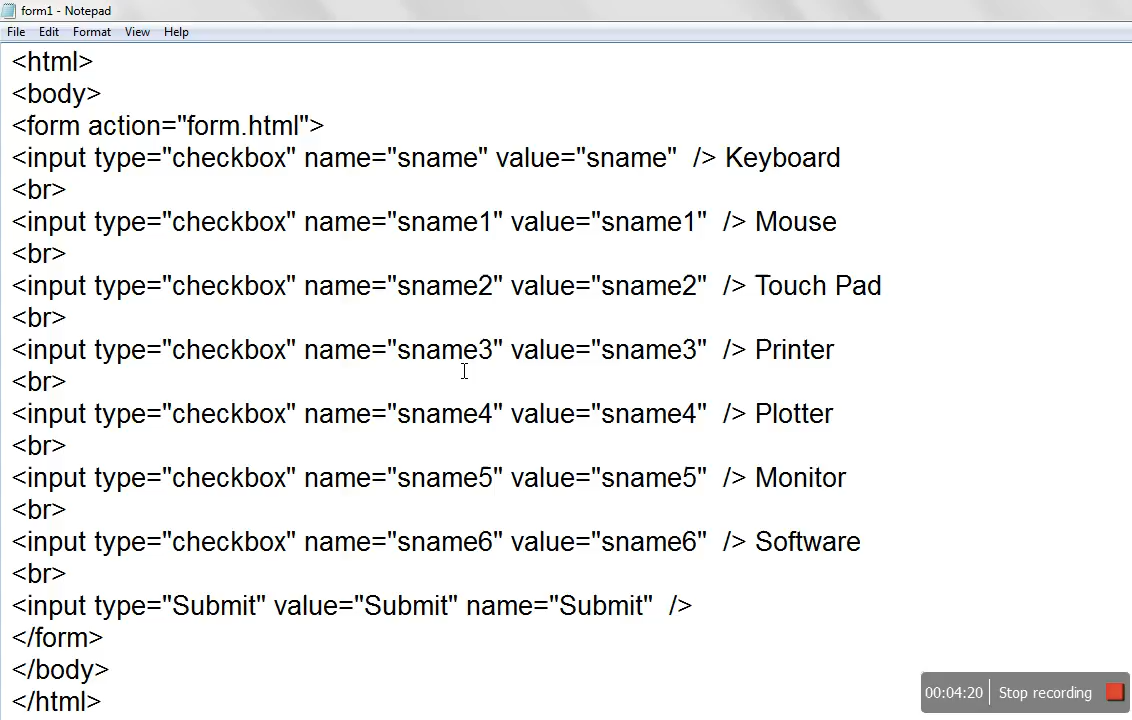 form1 - Notepad
File Edit Format View Help
<html>
<body>
<form action="form.html">
<input type="checkbox" name="sname" value="sname"  /> Keyboard
<br>
<input type="checkbox" name="sname1" value="sname1"  /> Mouse
<br>
<input type="checkbox" name="sname2" value="sname2"  /> Touch Pad
<br>
<input type="checkbox" name="sname3" value="sname3"  /> Printer
<br>
<input type="checkbox" name="sname4" value="sname4"  /> Plotter
<br>
<input type="checkbox" name="sname5" value="sname5"  /> Monitor
<br>
<input type="checkbox" name="sname6" value="sname6"  /> Software
<br>
<input type="Submit" value="Submit" name="Submit"  />
</form>
</body>
</html>
00:04:20 Stop recording